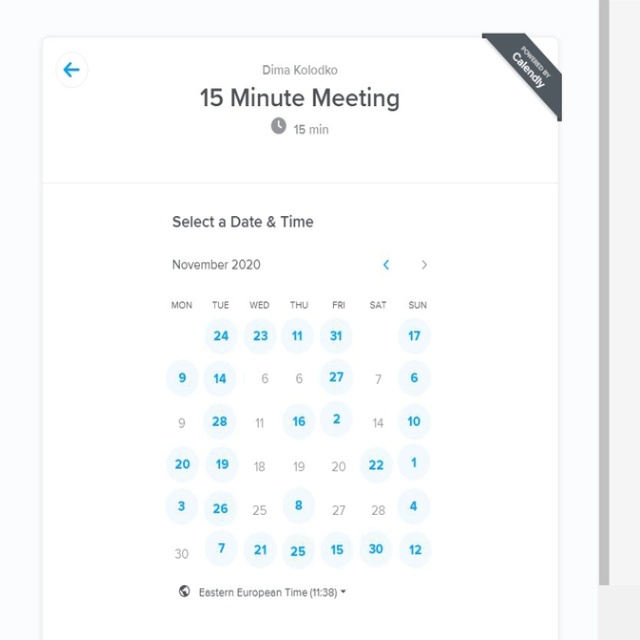 POWERED BY
Calendly
Dima Kolodko
15 Minute Meeting
15 min
Select a Date & Time
November 2020
MON TUE WED THU FRI SAT SUN
24 23 11 31 17
9 14 6 6 27 7 6
9 28 11 16 2 14 10
20 19 18 19 20 22 1
3 26 25 8 27 28 4
30 7 21 25 15 30 12
Eastern European Time (11:38)